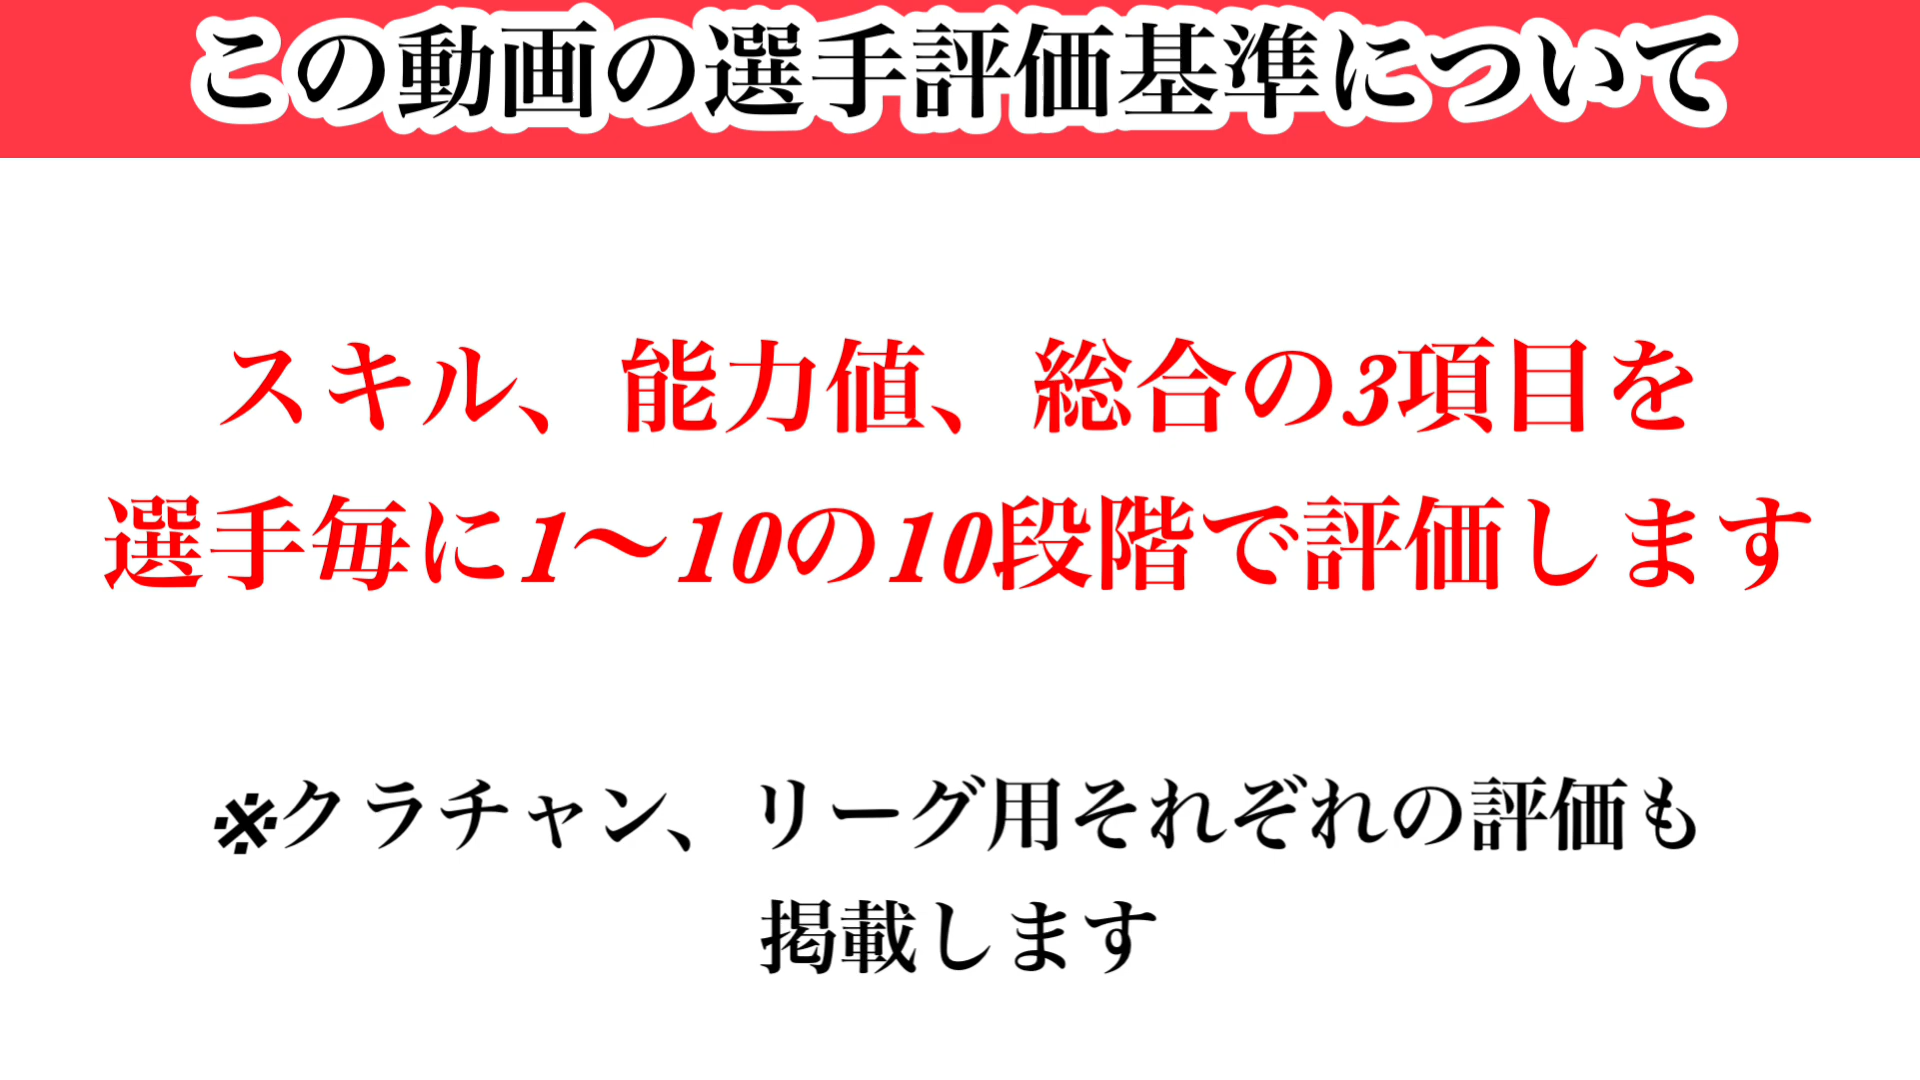 この動画の選手評価基準について
スキル、能力値、総合の3項目を
選手毎に1～10の10段階で評価します
※クラチャン、リーグ用それぞれの評価も
掲載します